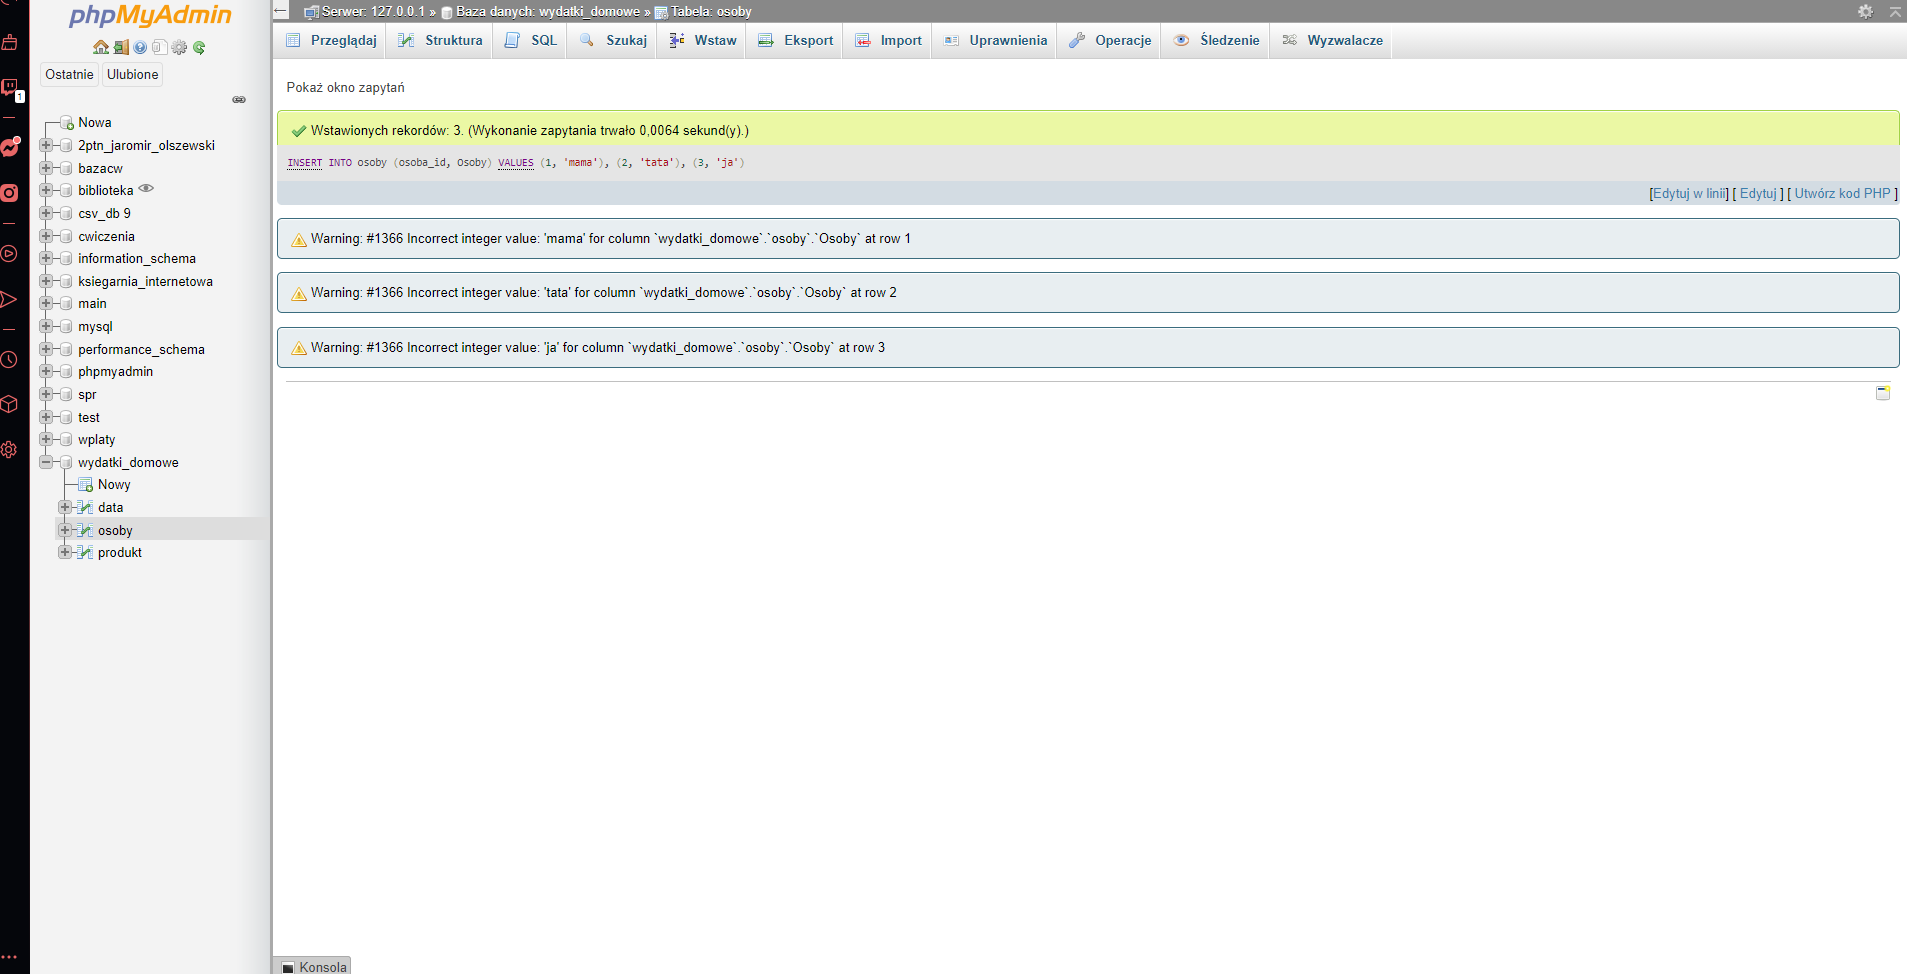 phpMyAdmin
Ostatnie Ulubione
Nowa
2ptn_jaromir_olszewski
bazacw
biblioteka
csv_db 9
cwiczenia
information_schema
ksiegarnia_internetowa
main
mysql
performance_schema
phpmyadmin
spr
test
wplaty
wydatki_domowe
Nowy
data
osoby
produkt
1
Serwer: 127.0.0.1 » Baza danych: wydatki_domowe » Tabela: osoby
Przeglądaj Struktura SQL Szukaj Wstaw Eksport Import Uprawnienia Operacje Śledzenie Wyzwalacze
Pokaż okno zapytań
Wstawionych rekordów: 3. (Wykonanie zapytania trwało 0,0064 sekund(y).)
INSERT INTO osoby (osoba_id, Osoby) VALUES (1, 'mama'), (2, 'tata'), (3, 'ja')
[Edytuj w linii] [ Edytuj ] [ Utwórz kod PHP ]
Warning: #1366 Incorrect integer value: 'mama' for column `wydatki_domowe`.`osoby`.`Osoby` at row 1
Warning: #1366 Incorrect integer value: 'tata' for column `wydatki_domowe`.`osoby`.`Osoby` at row 2
Warning: #1366 Incorrect integer value: 'ja' for column `wydatki_domowe`.`osoby`.`Osoby` at row 3
Konsola